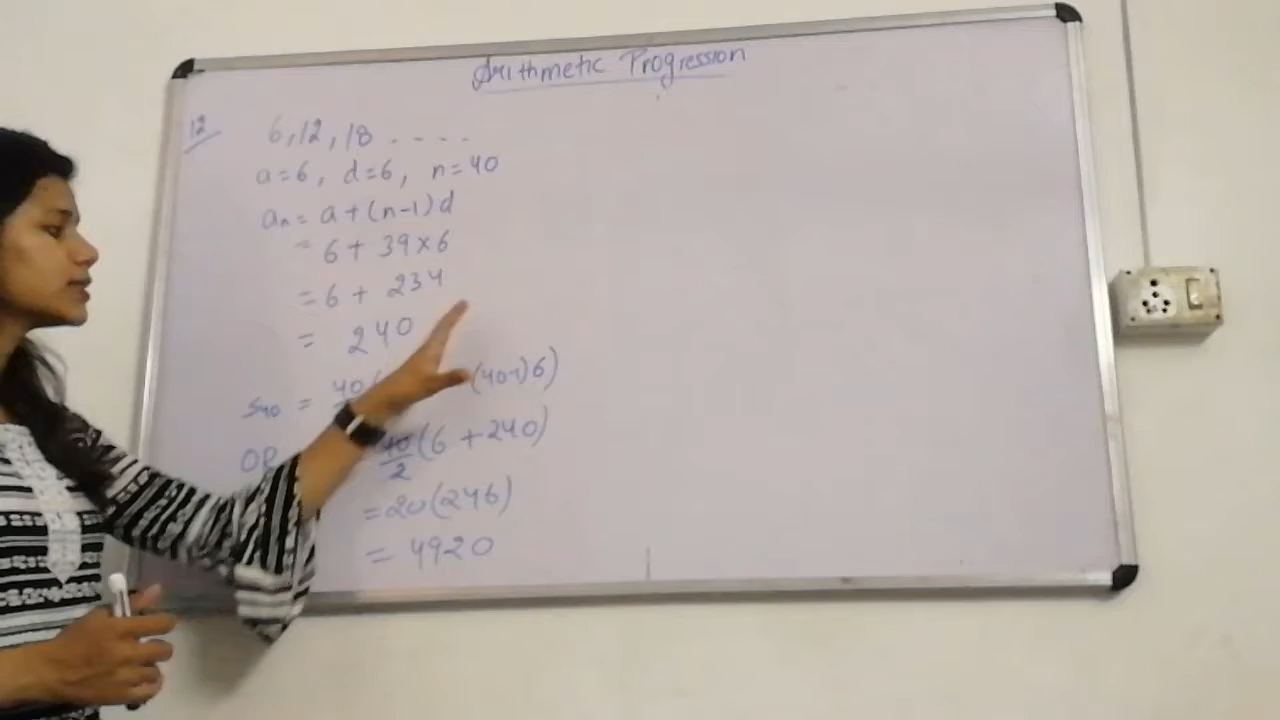 Arithmetic Progression
12
6, 12, 18 ....
a=6, d=6, n=40
an = a+(n-1)d
= 6 + 39×6
= 6 + 234
= 240
S40 = 40 (40-1)6)
OR 40/2 (6 +240)
=20(246)
= 4920